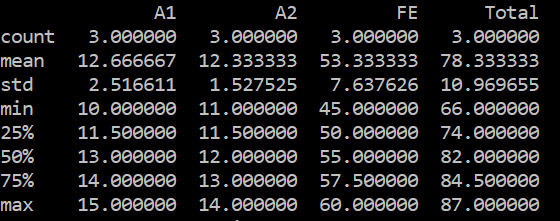 A1 A2 FE Total
count 3.000000 3.000000 3.000000 3.000000
mean 12.666667 12.333333 53.333333 78.333333
std 2.516611 1.527525 7.637626 10.969655
min 10.000000 11.000000 45.000000 66.000000
25% 11.500000 11.500000 50.000000 74.000000
50% 13.000000 12.000000 55.000000 82.000000
75% 14.000000 13.000000 57.500000 84.500000
max 15.000000 14.000000 60.000000 87.000000